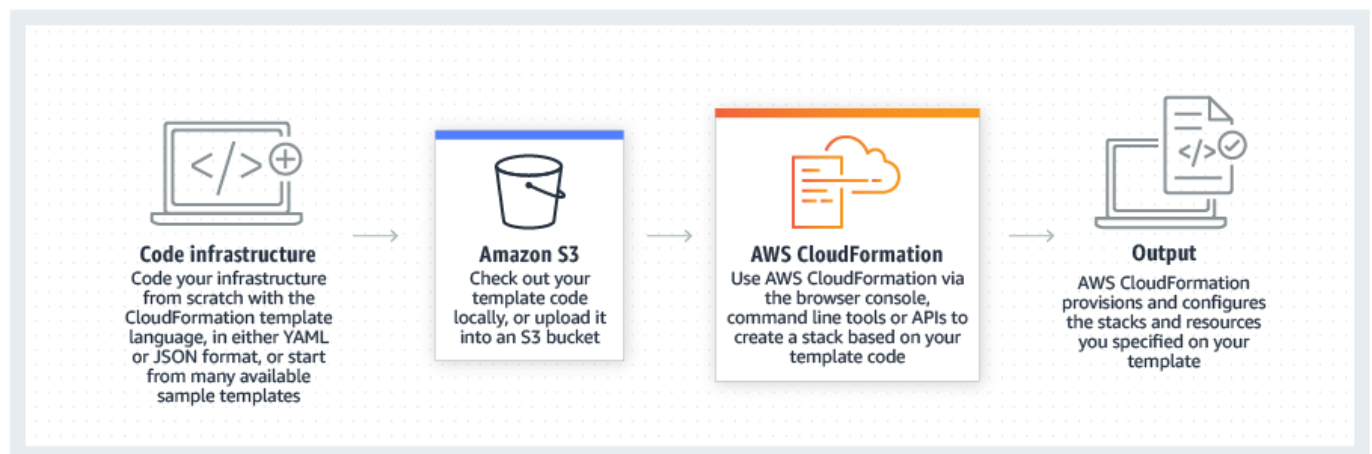 </>
Code infrastructure
Code your infrastructure
from scratch with the
CloudFormation template
language, in either YAML
or JSON format, or start
from many available
sample templates
Amazon S3
Check out your
template code
locally, or upload it
into an S3 bucket
AWS CloudFormation
Use AWS CloudFormation via
the browser console,
command line tools or APIs to
create a stack based on your
template code
</>
Output
AWS CloudFormation
provisions and configures
the stacks and resources
you specified on your
template